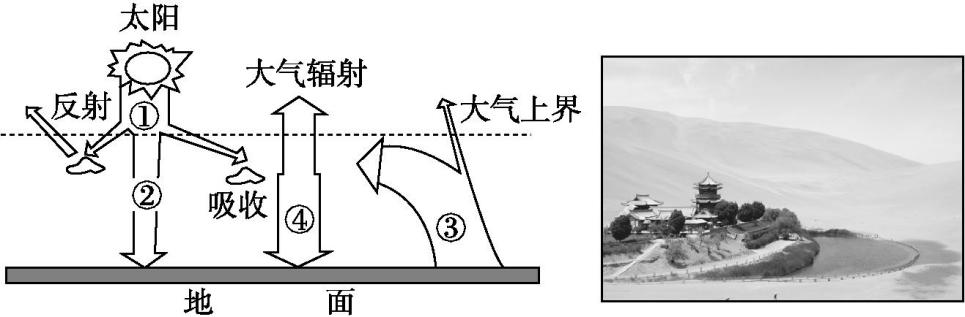 太阳
大气辐射
反射
①
大气上界
②
吸收
④
③
地 面